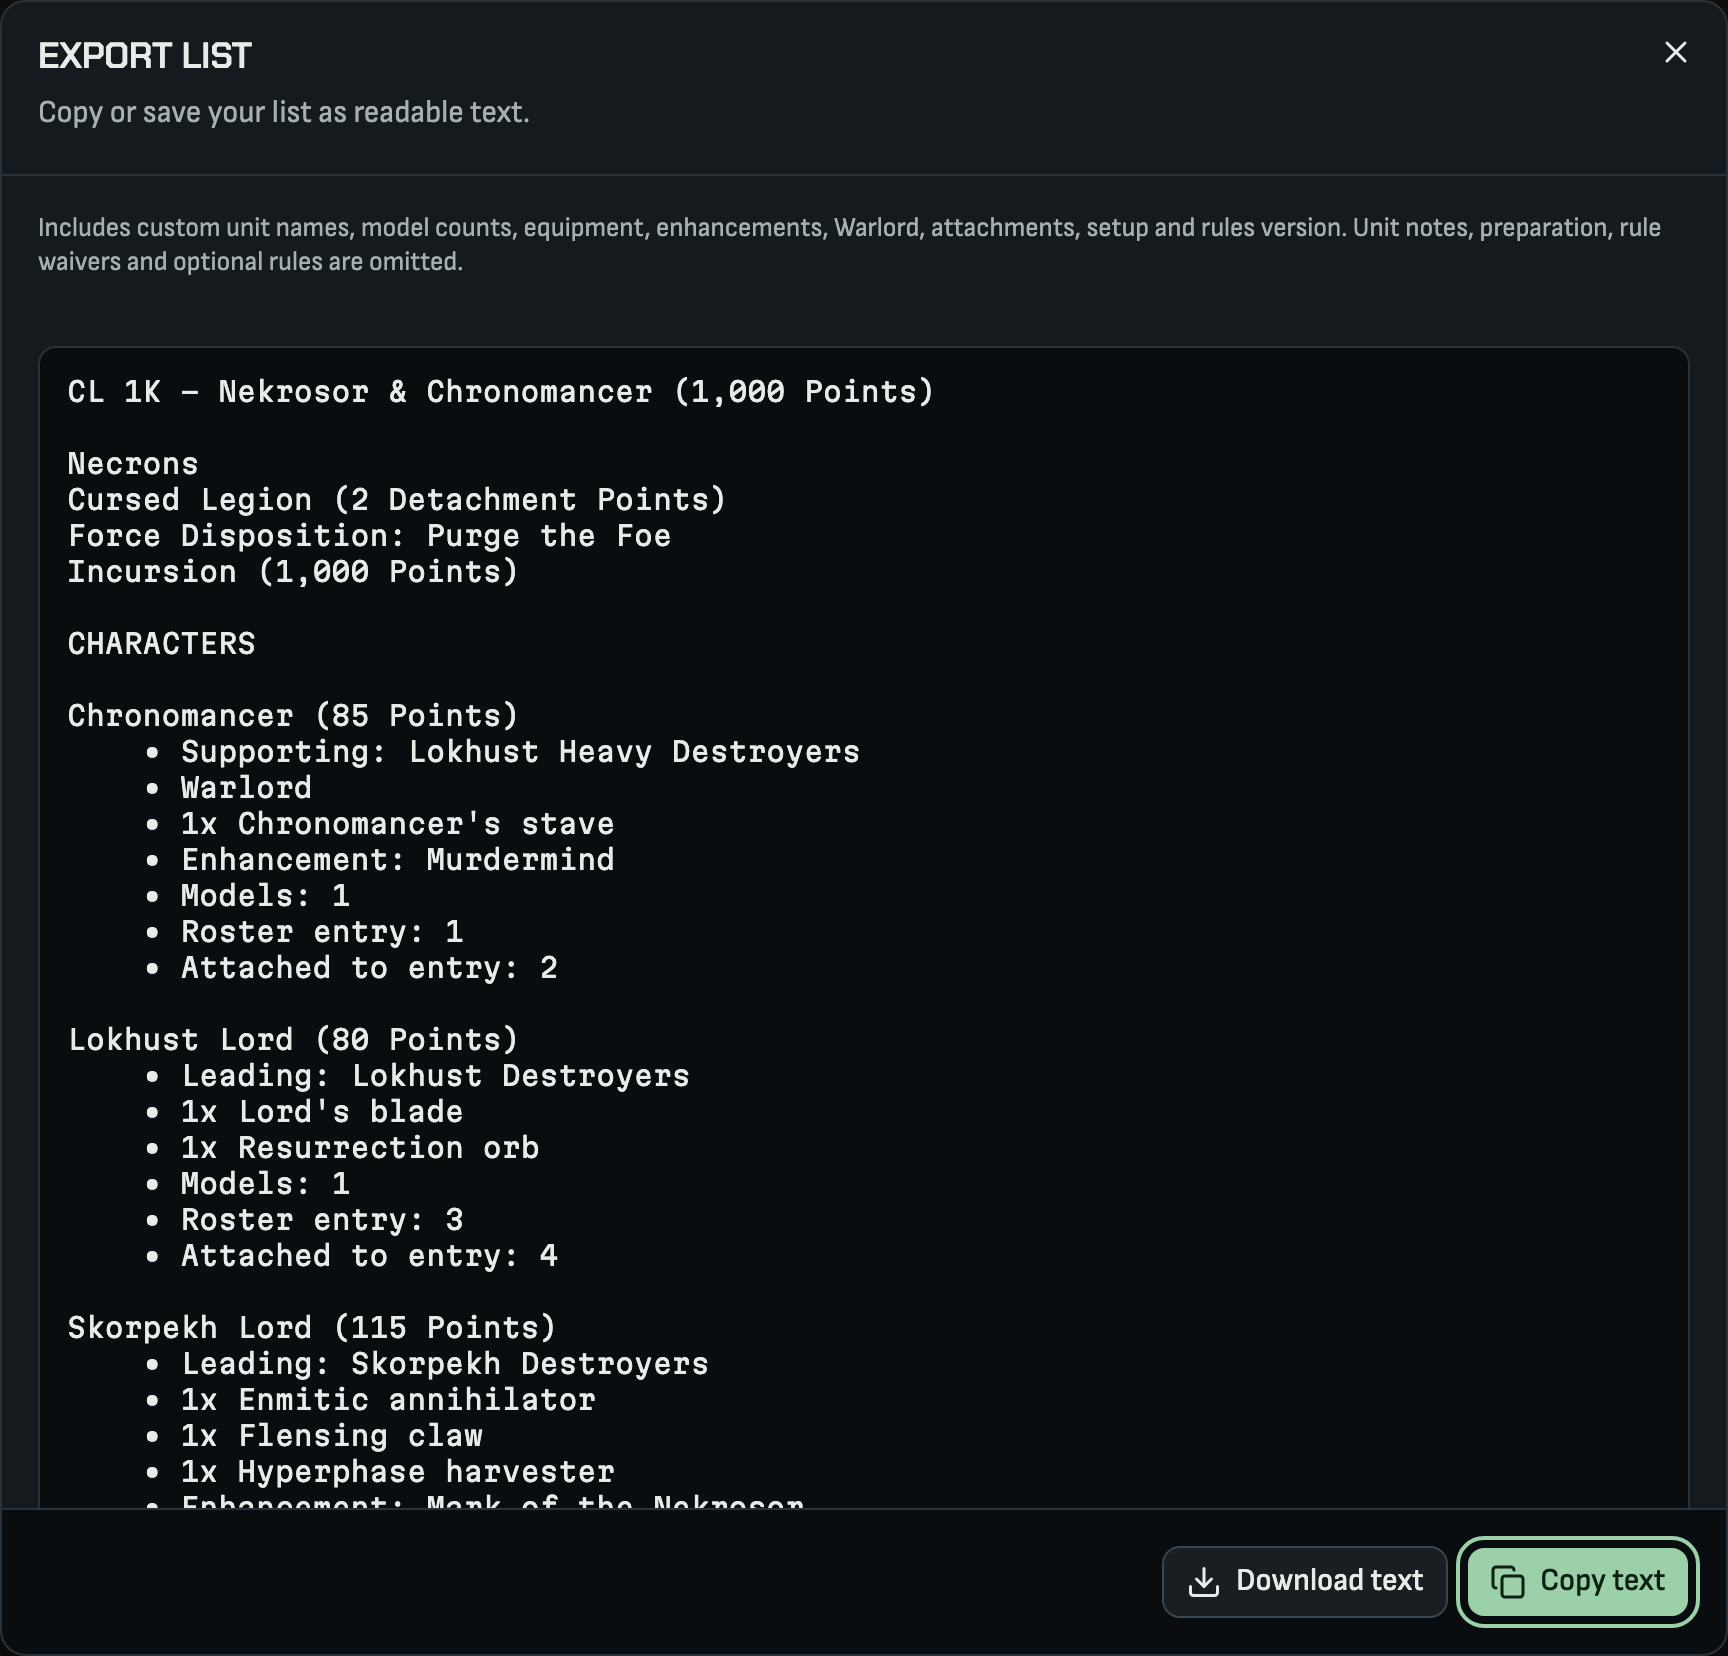 EXPORT LIST
Copy or save your list as readable text.
Includes custom unit names, model counts, equipment, enhancements, Warlord, attachments, setup and rules version. Unit notes, preparation, rule
waivers and optional rules are omitted.
CL 1K – Nekrosor & Chronomancer (1,000 Points)
Necrons
Cursed Legion (2 Detachment Points)
Force Disposition: Purge the Foe
Incursion (1,000 Points)
CHARACTERS
Chronomancer (85 Points)
• Supporting: Lokhust Heavy Destroyers
• Warlord
• 1x Chronomancer's stave
• Enhancement: Murdermind
• Models: 1
• Roster entry: 1
• Attached to entry: 2
Lokhust Lord (80 Points)
• Leading: Lokhust Destroyers
• 1x Lord's blade
• 1x Resurrection orb
• Models: 1
• Roster entry: 3
• Attached to entry: 4
Skorpekh Lord (115 Points)
• Leading: Skorpekh Destroyers
• 1x Enmitic annihilator
• 1x Flensing claw
• 1x Hyperphase harvester
• Enhancement: Mark of the Nekrosor
Download text
Copy text